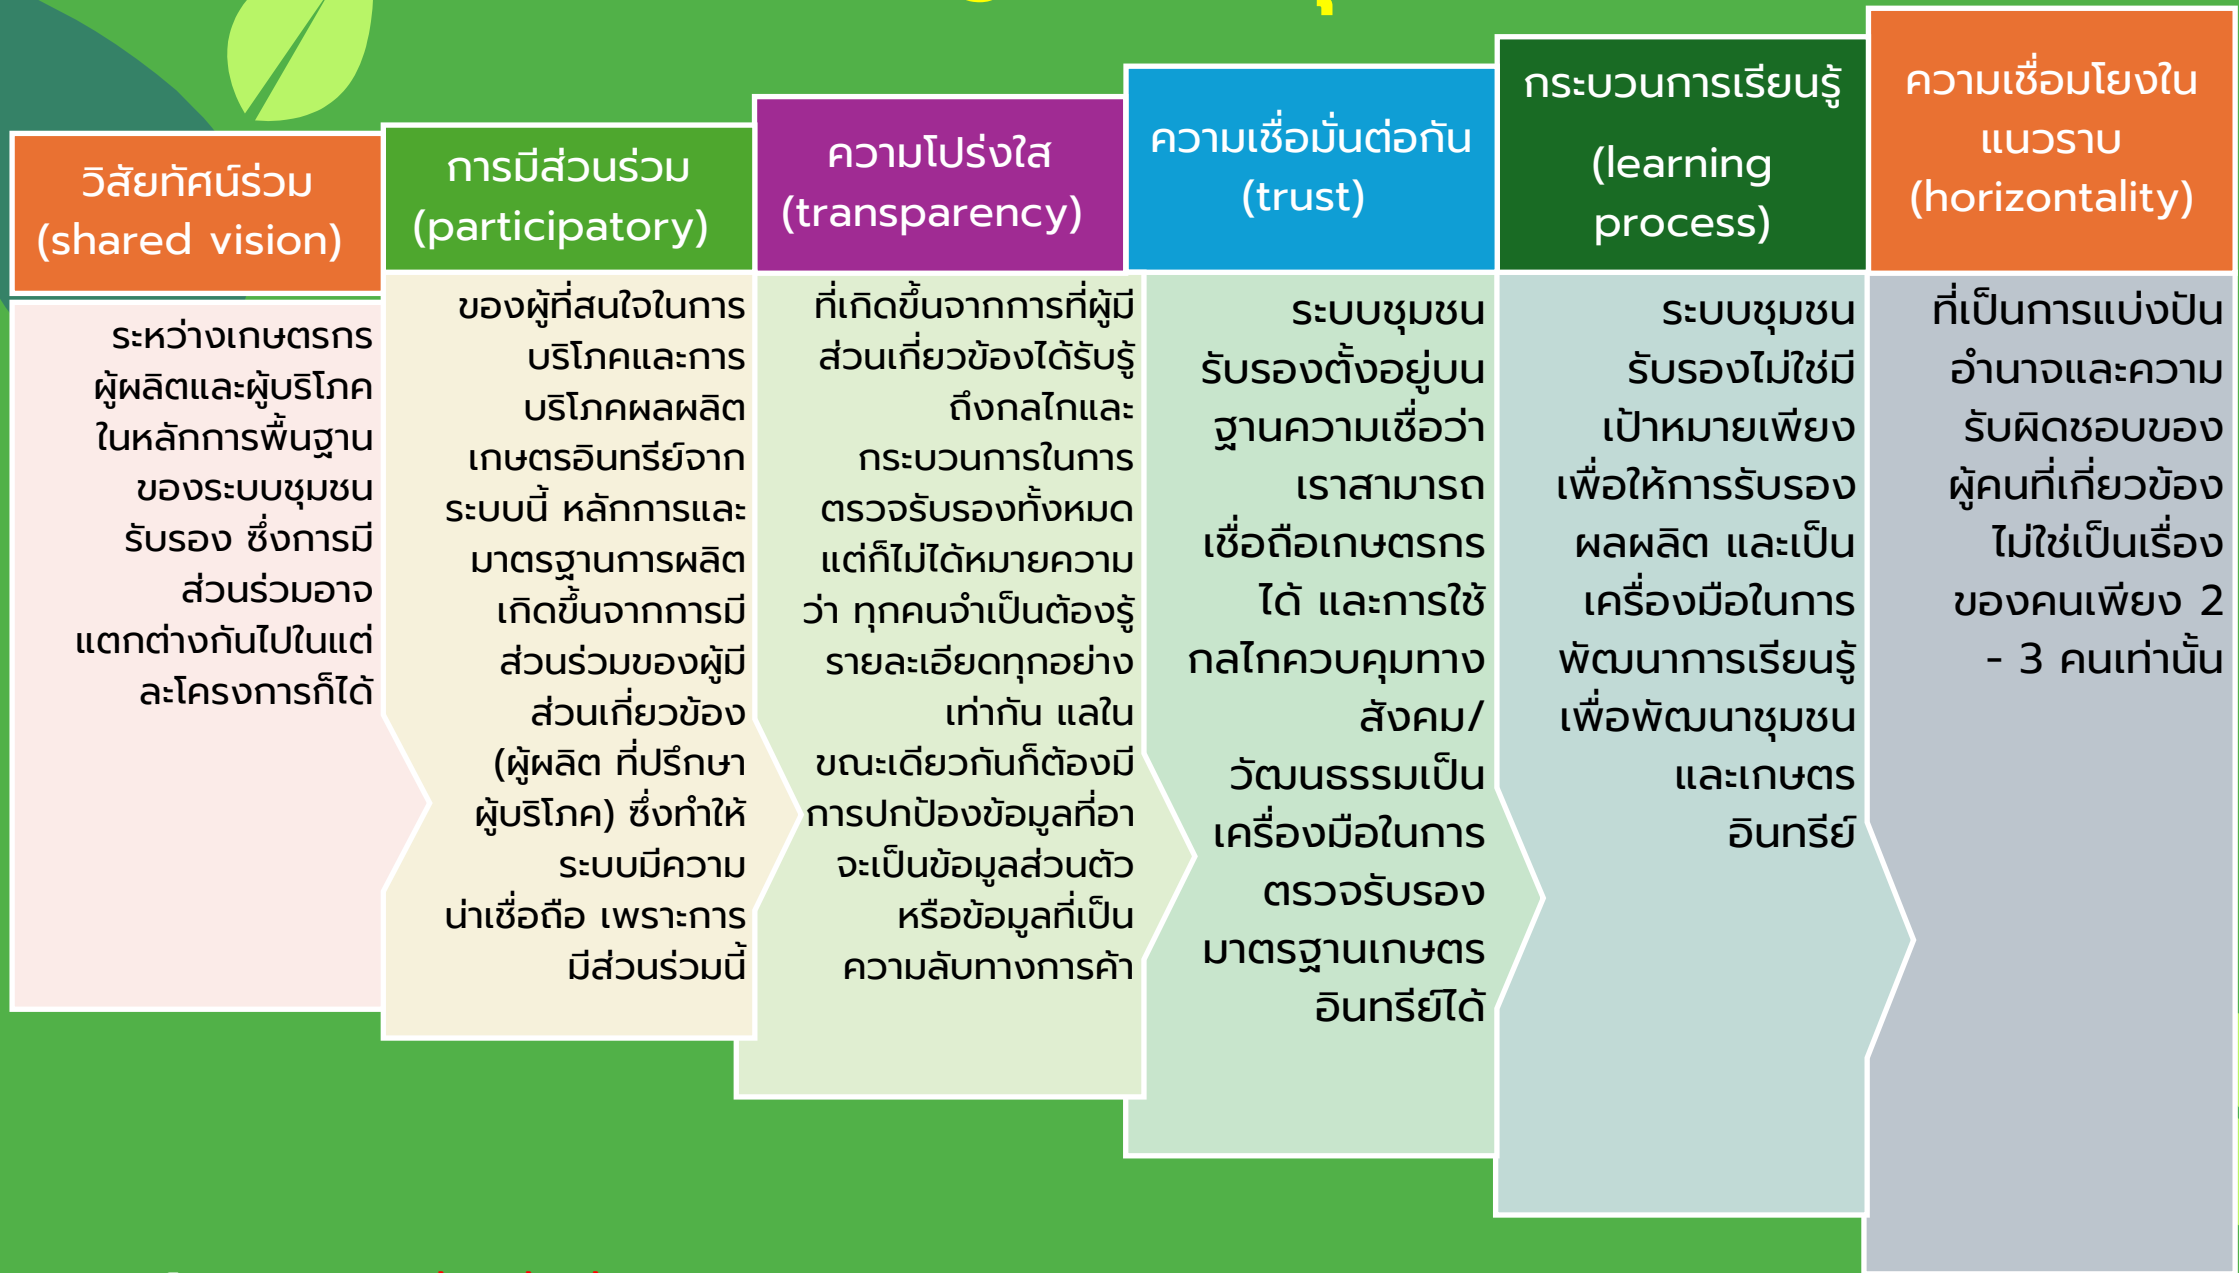 วิสัยทัศน์ร่วม
(shared vision)
ระหว่างเกษตรกร
ผู้ผลิตและผู้บริโภค
ในหลักการพื้นฐาน
ของระบบชุมชน
รับรอง ซึ่งการมี
ส่วนร่วมอาจ
แตกต่างกันไปในแต่
ละโครงการก็ได้
การมีส่วนร่วม
(participatory)
ของผู้ที่สนใจในการ
บริโภคและการ
บริโภคผลผลิต
เกษตรอินทรีย์จาก
ระบบนี้ หลักการและ
มาตรฐานการผลิต
เกิดขึ้นจากการมี
ส่วนร่วมของผู้มี
ส่วนเกี่ยวข้อง
(ผู้ผลิต ที่ปรึกษา
ผู้บริโภค) ซึ่งทำให้
ระบบมีความ
น่าเชื่อถือ เพราะการ
มีส่วนร่วมนี้
ความโปร่งใส
(transparency)
ที่เกิดขึ้นจากการที่ผู้มี
ส่วนเกี่ยวข้องได้รับรู้
ถึงกลไกและ
กระบวนการในการ
ตรวจรับรองทั้งหมด
แต่ก็ไม่ได้หมายความ
ว่า ทุกคนจำเป็นต้องรู้
รายละเอียดทุกอย่าง
เท่ากัน แลใน
ขณะเดียวกันก็ต้องมี
การปกป้องข้อมูลที่อา
จะเป็นข้อมูลส่วนตัว
หรือข้อมูลที่เป็น
ความลับทางการค้า
ความเชื่อมั่นต่อกัน
(trust)
ระบบชุมชน
รับรองตั้งอยู่บน
ฐานความเชื่อว่า
เราสามารถ
เชื่อถือเกษตรกร
ได้ และการใช้
กลไกควบคุมทาง
สังคม/
วัฒนธรรมเป็น
เครื่องมือในการ
ตรวจรับรอง
มาตรฐานเกษตร
อินทรีย์ได้
กระบวนการเรียนรู้
(learning
process)
ระบบชุมชน
รับรองไม่ใช่มี
เป้าหมายเพียง
เพื่อให้การรับรอง
ผลผลิต และเป็น
เครื่องมือในการ
พัฒนาการเรียนรู้
เพื่อพัฒนาชุมชน
และเกษตร
อินทรีย์
ความเชื่อมโยงใน
แนวราบ
(horizontality)
ที่เป็นการแบ่งปัน
อำนาจและความ
รับผิดชอบของ
ผู้คนที่เกี่ยวข้อง
ไม่ใช่เป็นเรื่อง
ของคนเพียง 2
- 3 คนเท่านั้น